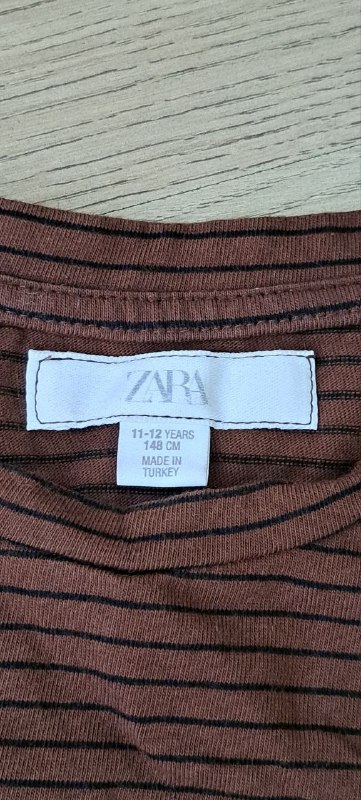 ZARA
11-12 YEARS
148 CM
MADE IN
TURKEY